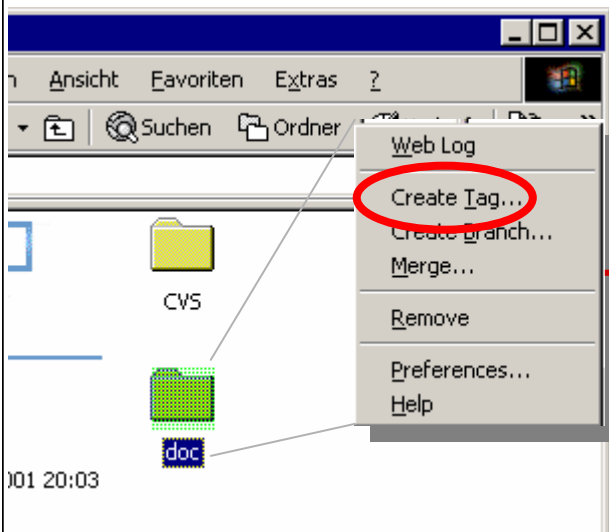 Ansicht Favoriten Extras ?
Suchen Ordner
Web Log
Create Tag...
Create Branch...
Merge...
Remove
Preferences...
Help
CVS
doc
001 20:03